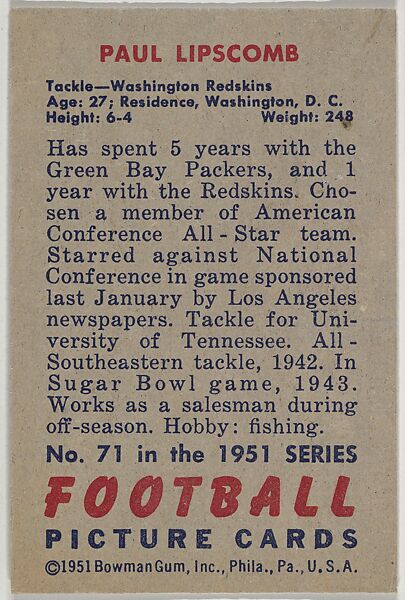 PAUL LIPSCOMB
Tackle—Washington Redskins
Age: 27; Residence, Washington, D. C.
Height: 6-4 Weight: 248
Has spent 5 years with the
Green Bay Packers, and 1
year with the Redskins. Cho-
sen a member of American
Conference All-Star team.
Starred against National
Conference in game sponsored
last January by Los Angeles
newspapers. Tackle for Uni-
versity of Tennessee. All-
Southeastern tackle, 1942. In
Sugar Bowl game, 1943.
Works as a salesman during
off-season. Hobby: fishing.
No. 71 in the 1951 SERIES
FOOTBALL
PICTURE CARDS
©1951 Bowman Gum, Inc., Phila., Pa., U.S.A.